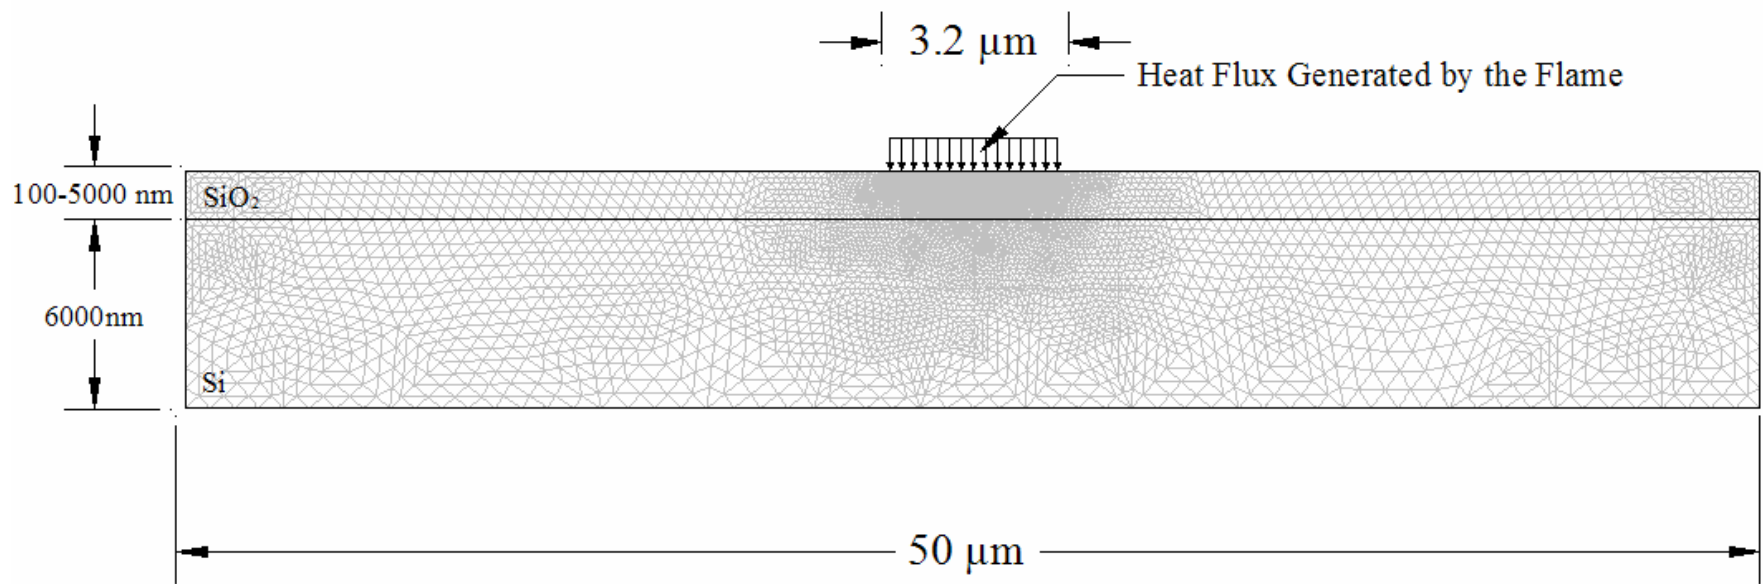 3.2 µm
Heat Flux Generated by the Flame
100-5000 nm
SiO₂
6000nm
Si
50 µm